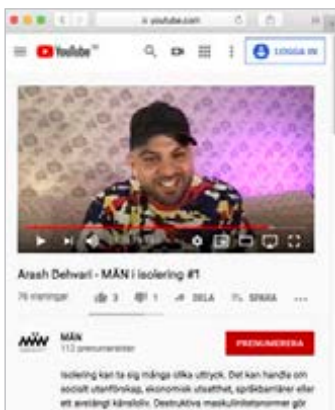 youtube.com
YouTube
LOGGA IN
Arash Dehvari - MÄN i isolering #1
76 visningar 3 1 DELA SPARA ...
MÄN
MÄN
112 prenumeranter
PRENUMERERA
Isolering kan ta sig många olika uttryck. Det kan handla om
socialt utanförskap, ekonomisk utsatthet, språkbarriärer eller
ett avstängt känsloliv. Destruktiva maskulinitetsnormer gör